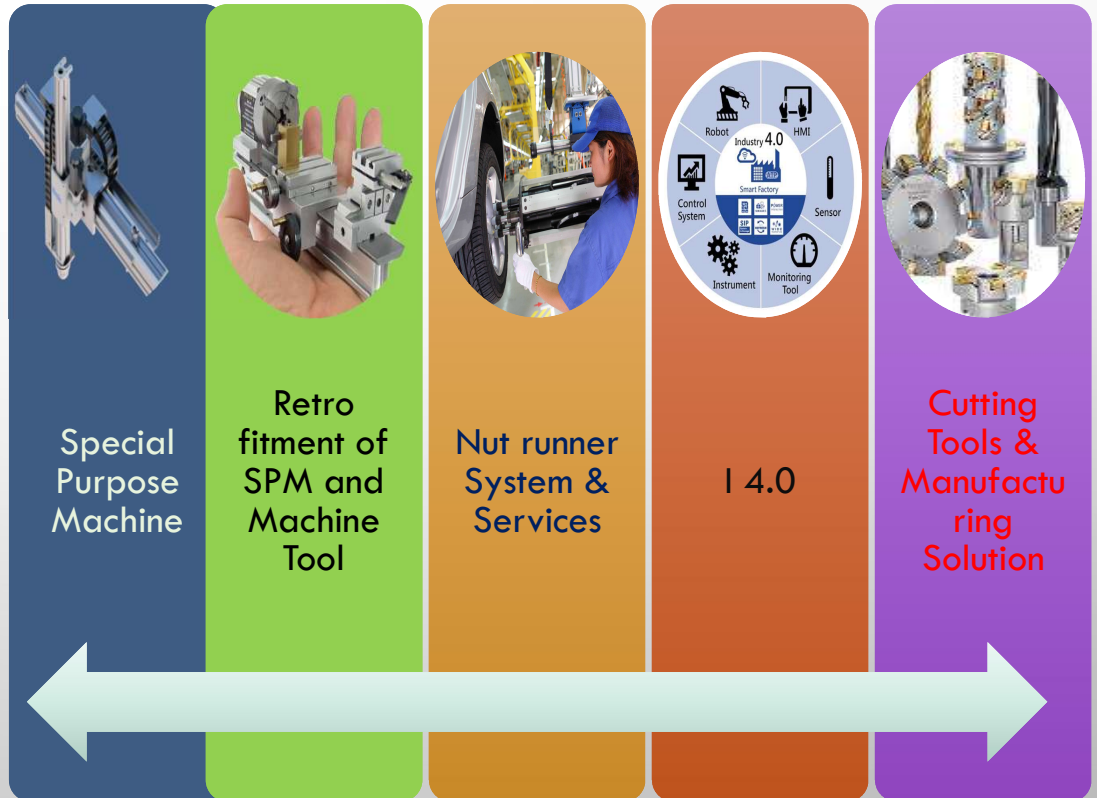 Robot
HMI
Industry 4.0
Control
System
Smart Factory
Sensor
SIP
Instrument
Monitoring
Tool
Special
Purpose
Machine
Retro
fitment of
SPM and
Machine
Tool
Nut runner
System &
Services
I 4.0
Cutting
Tools &
Manufactu
ring
Solution